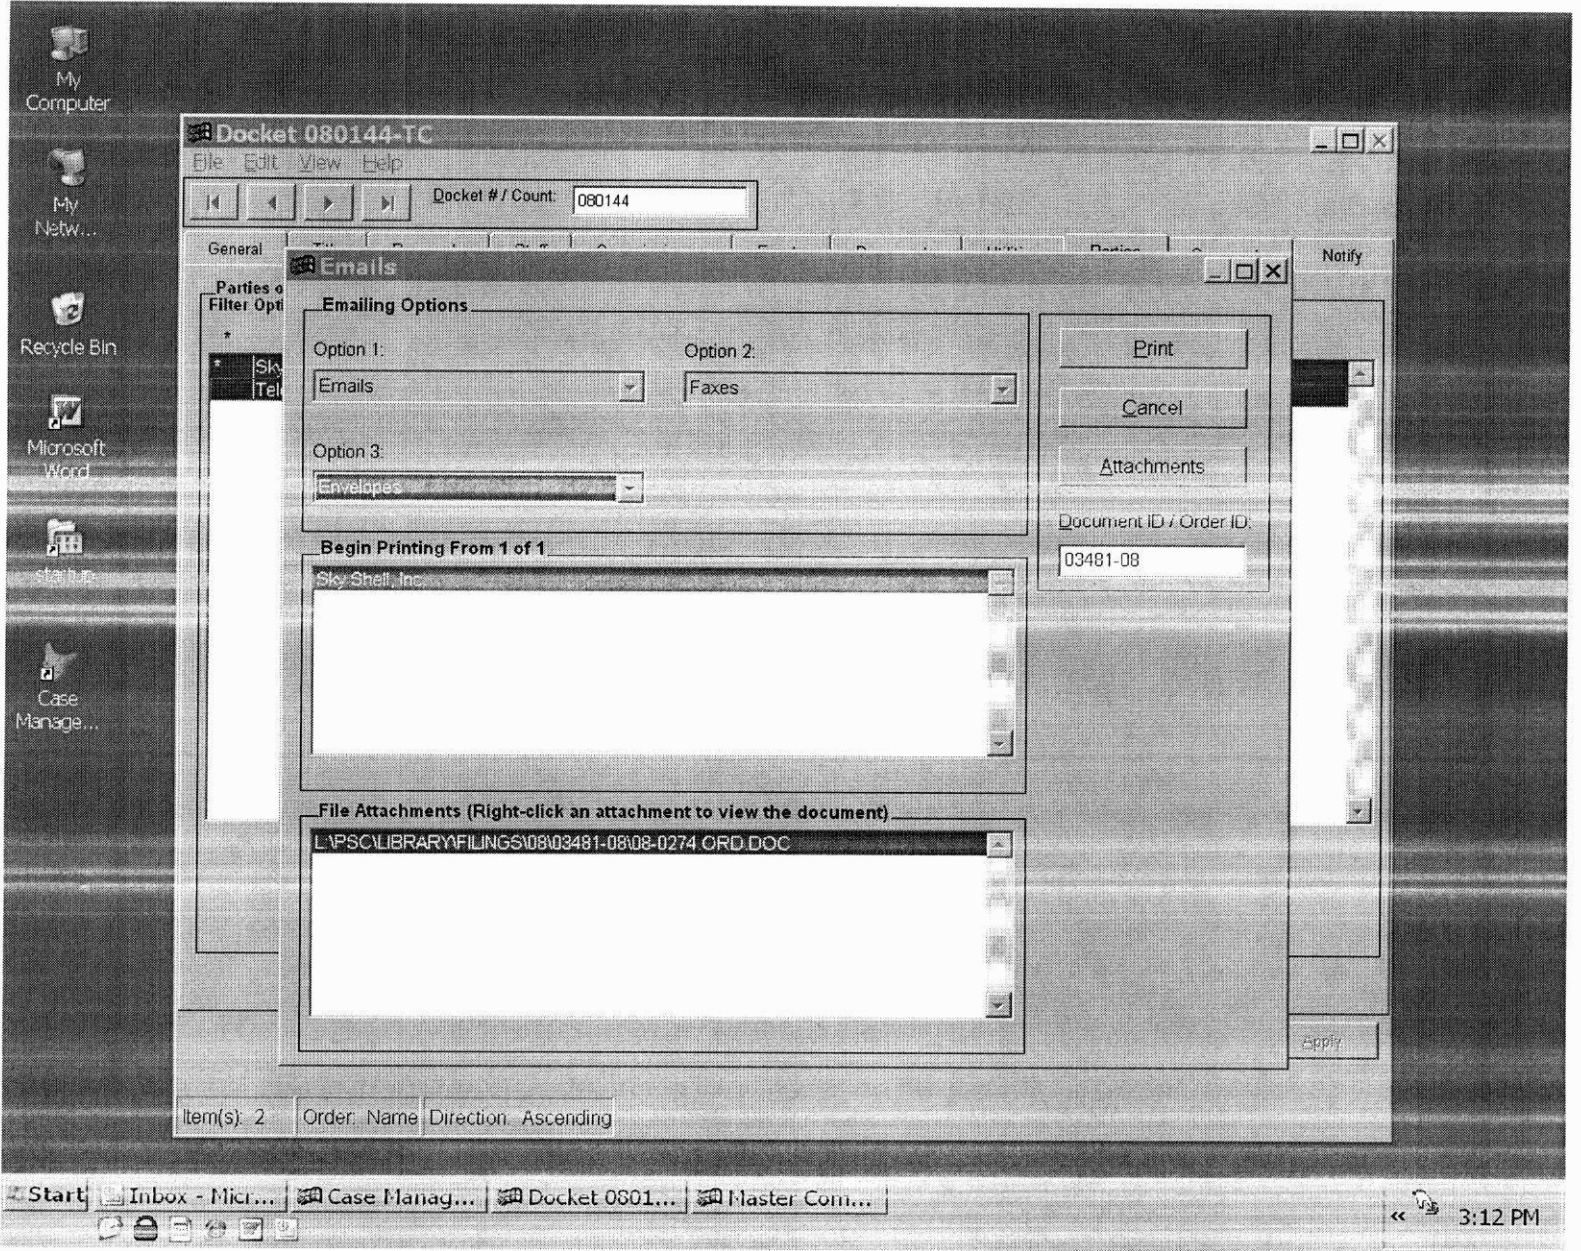 My
Computer
My
Netw...
Recycle Bin
Microsoft
Word
startup
Case
Manage...
Docket 080144-TC
File Edit View Help
Docket # / Count: 080144
General
Parties
Notify
Parties o
Filter Opti
*
* Sky
Tele
Emails
Emailing Options
Option 1:
Emails
Option 2:
Faxes
Option 3:
Envelopes
Print
Cancel
Attachments
Document ID / Order ID:
03481-08
Begin Printing From 1 of 1
Sky Shell, Inc.
File Attachments (Right-click an attachment to view the document)
L:\PSC\LIBRARY\FILINGS\08\03481-08\08-0274.ORD.DOC
Apply
Item(s): 2 Order: Name Direction: Ascending
Start Inbox - Micr... Case Manag... Docket 0801... Master Com... « 3:12 PM